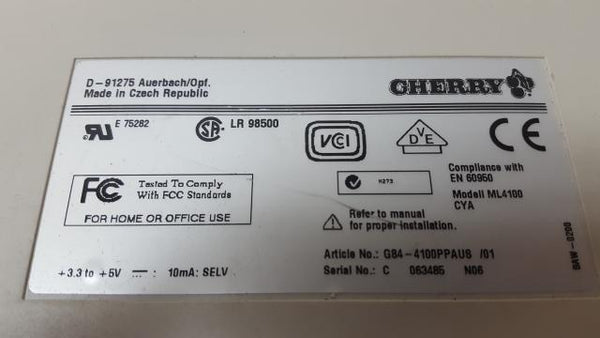 D-91275 Auerbach/Opf.
Made in Czech Republic
CHERRY
E 75282
LR 98500
VCCI
DVE
CE
FC
Tested To Comply
With FCC Standards
FOR HOME OR OFFICE USE
N273
Compliance with
EN 60950
Modell ML4100
CYA
Refer to manual
for proper installation.
Article No.: G84-4100PPAUS /01
Serial No.: C 063485 N06
+3.3 to +5V ⎓ : 10mA: SELV